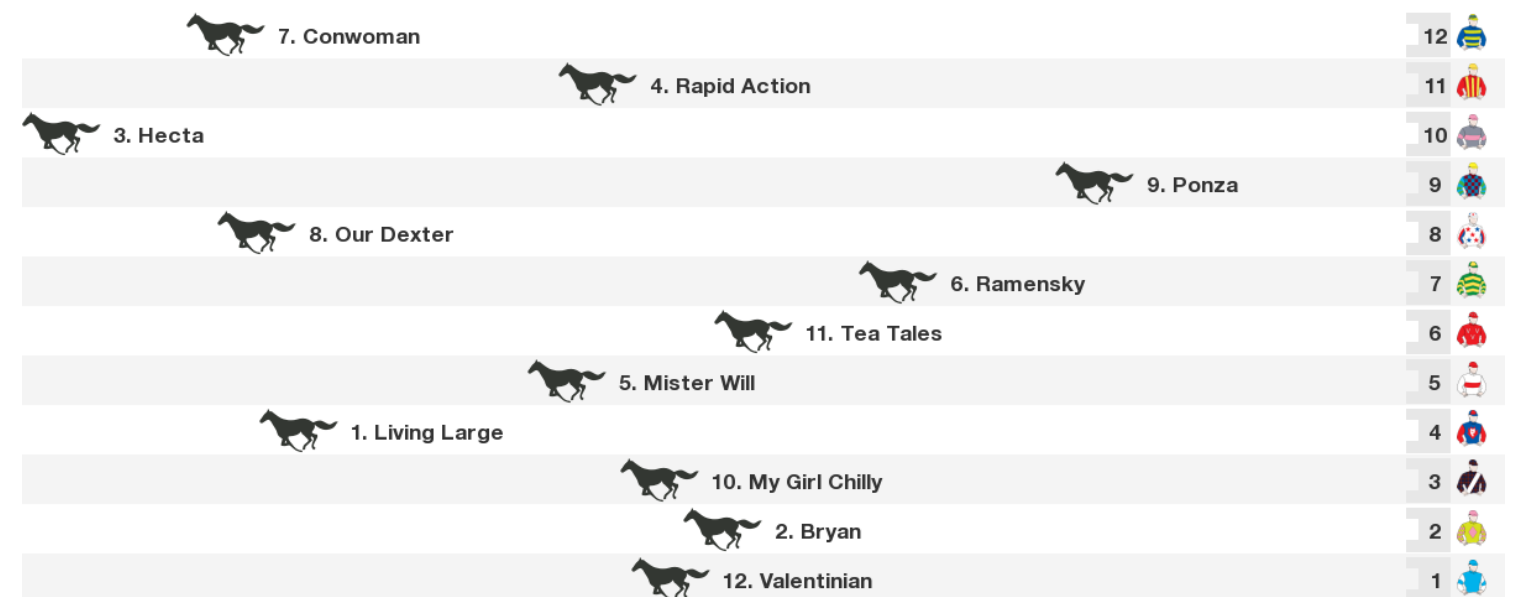 7. Conwoman 12
4. Rapid Action 11
3. Hecta 10
9. Ponza 9
8. Our Dexter 8
6. Ramensky 7
11. Tea Tales 6
5. Mister Will 5
1. Living Large 4
10. My Girl Chilly 3
2. Bryan 2
12. Valentinian 1